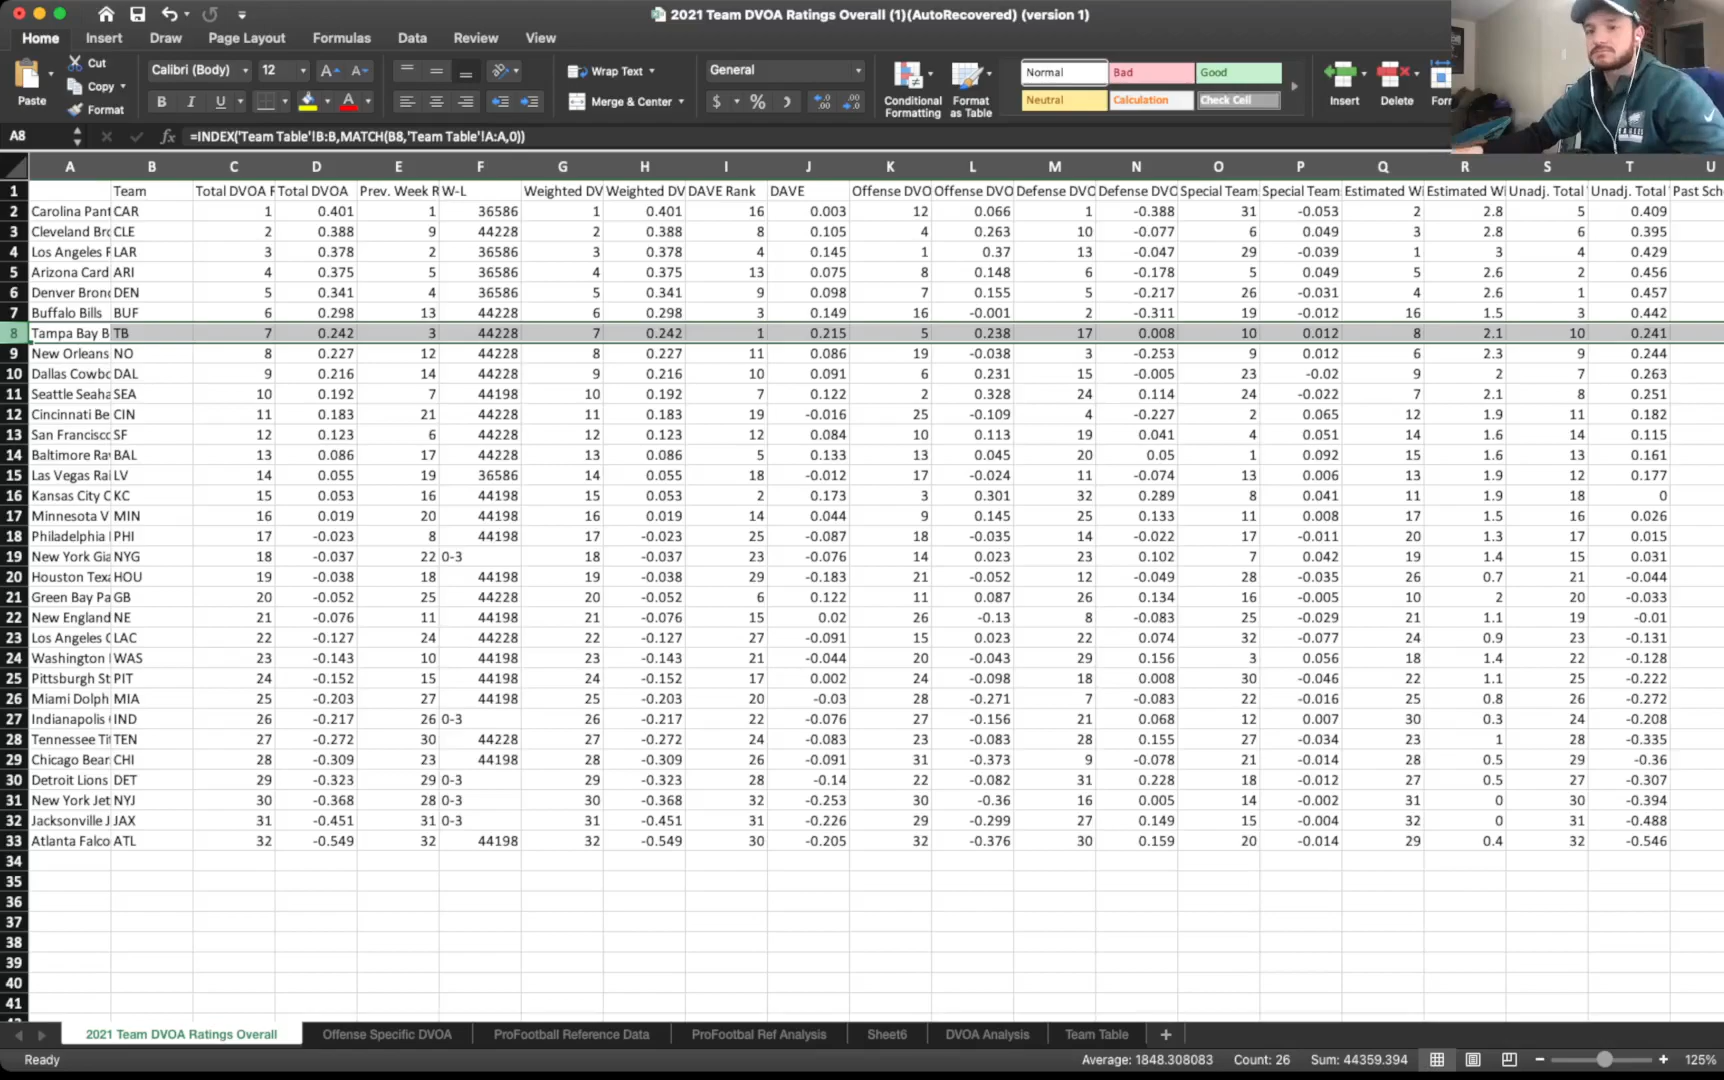 2021 Team DVOA Ratings Overall (1)(AutoRecovered) (version 1)
Home Insert Draw Page Layout Formulas Data Review View
Paste Cut Copy Format
Calibri (Body) 12 A A Wrap Text General
B I U A Merge & Center $ % Conditional Formatting Format as Table
Normal Bad Good
Neutral Calculation Check Cell
Insert Delete Forr
A8 fx =INDEX('Team Table'!B:B,MATCH(B8,'Team Table'!A:A,0))
A B C D E F G H I J K L M N O P Q R S T U
1 Team Total DVOA F Total DVOA Prev. Week R W-L Weighted DV Weighted DV DAVE Rank DAVE Offense DVO Offense DVO Defense DVO Defense DVO Special Team: Special Team: Estimated Wi Estimated Wi Unadj. Total Unadj. Total Past Sch
2 Carolina Pant CAR 1 0.401 1 36586 1 0.401 16 0.003 12 0.066 1 -0.388 31 -0.053 2 2.8 5 0.409
3 Cleveland Bro CLE 2 0.388 9 44228 2 0.388 8 0.105 4 0.263 10 -0.077 6 0.049 3 2.8 6 0.395
4 Los Angeles F LAR 3 0.378 2 36586 3 0.378 4 0.145 1 0.37 13 -0.047 29 -0.039 1 3 4 0.429
5 Arizona Card ARI 4 0.375 5 36586 4 0.375 13 0.075 8 0.148 6 -0.178 5 0.049 5 2.6 2 0.456
6 Denver Bronc DEN 5 0.341 4 36586 5 0.341 9 0.098 7 0.155 5 -0.217 26 -0.031 4 2.6 1 0.457
7 Buffalo Bills BUF 6 0.298 13 44228 6 0.298 3 0.149 16 -0.001 2 -0.311 19 -0.012 16 1.5 3 0.442
8 Tampa Bay B TB 7 0.242 3 44228 7 0.242 1 0.215 5 0.238 17 0.008 10 0.012 8 2.1 10 0.241
9 New Orleans NO 8 0.227 12 44228 8 0.227 11 0.086 19 -0.038 3 -0.253 9 0.012 6 2.3 9 0.244
10 Dallas Cowbo DAL 9 0.216 14 44228 9 0.216 10 0.091 6 0.231 15 -0.005 23 -0.02 9 2 7 0.263
11 Seattle Seaha SEA 10 0.192 7 44198 10 0.192 7 0.122 2 0.328 24 0.114 24 -0.022 7 2.1 8 0.251
12 Cincinnati Be CIN 11 0.183 21 44228 11 0.183 19 -0.016 25 -0.109 4 -0.227 2 0.065 12 1.9 11 0.182
13 San Francisco SF 12 0.123 6 44228 12 0.123 12 0.084 10 0.113 19 0.041 4 0.051 14 1.6 14 0.115
14 Baltimore Ra BAL 13 0.086 17 44228 13 0.086 5 0.133 13 0.045 20 0.05 1 0.092 15 1.6 13 0.161
15 Las Vegas Rai LV 14 0.055 19 36586 14 0.055 18 -0.012 17 -0.024 11 -0.074 13 0.006 13 1.9 12 0.177
16 Kansas City C KC 15 0.053 16 44198 15 0.053 2 0.173 3 0.301 32 0.289 8 0.041 11 1.9 18 0
17 Minnesota V MIN 16 0.019 20 44198 16 0.019 14 0.044 9 0.145 25 0.133 11 0.008 17 1.5 16 0.026
18 Philadelphia PHI 17 -0.023 8 44198 17 -0.023 25 -0.087 18 -0.035 14 -0.022 17 -0.011 20 1.3 17 0.015
19 New York Gia NYG 18 -0.037 22 0-3 18 -0.037 23 -0.076 14 0.023 23 0.102 7 0.042 19 1.4 15 0.031
20 Houston Texa HOU 19 -0.038 18 44198 19 -0.038 29 -0.183 21 -0.052 12 -0.049 28 -0.035 26 0.7 21 -0.044
21 Green Bay Pa GB 20 -0.052 25 44228 20 -0.052 6 0.122 11 0.087 26 0.134 16 -0.005 10 2 20 -0.033
22 New England NE 21 -0.076 11 44198 21 -0.076 15 0.02 26 -0.13 8 -0.083 25 -0.029 21 1.1 19 -0.01
23 Los Angeles C LAC 22 -0.127 24 44228 22 -0.127 27 -0.091 15 0.023 22 0.074 32 -0.077 24 0.9 23 -0.131
24 Washington WAS 23 -0.143 10 44198 23 -0.143 21 -0.044 20 -0.043 29 0.156 3 0.056 18 1.4 22 -0.128
25 Pittsburgh St PIT 24 -0.152 15 44198 24 -0.152 17 0.002 24 -0.098 18 0.008 30 -0.046 22 1.1 25 -0.222
26 Miami Dolph MIA 25 -0.203 27 44198 25 -0.203 20 -0.03 28 -0.271 7 -0.083 22 -0.016 25 0.8 26 -0.272
27 Indianapolis IND 26 -0.217 26 0-3 26 -0.217 22 -0.076 27 -0.156 21 0.068 12 0.007 30 0.3 24 -0.208
28 Tennessee Ti TEN 27 -0.272 30 44228 27 -0.272 24 -0.083 23 -0.083 28 0.155 27 -0.034 23 1 28 -0.335
29 Chicago Bear CHI 28 -0.309 23 44198 28 -0.309 26 -0.091 31 -0.373 9 -0.078 21 -0.014 28 0.5 29 -0.36
30 Detroit Lions DET 29 -0.323 29 0-3 29 -0.323 28 -0.14 22 -0.082 31 0.228 18 -0.012 27 0.5 27 -0.307
31 New York Jet NYJ 30 -0.368 28 0-3 30 -0.368 32 -0.253 30 -0.36 16 0.005 14 -0.002 31 0 30 -0.394
32 Jacksonville J JAX 31 -0.451 31 0-3 31 -0.451 31 -0.226 29 -0.299 27 0.149 15 -0.004 32 0 31 -0.488
33 Atlanta Falco ATL 32 -0.549 32 44198 32 -0.549 30 -0.205 32 -0.376 30 0.159 20 -0.014 29 0.4 32 -0.546
34
35
36
37
38
39
40
41
2021 Team DVOA Ratings Overall Offense Specific DVOA ProFootball Reference Data ProFootbal Ref Analysis Sheet6 DVOA Analysis Team Table +
Ready Average: 1848.308083 Count: 26 Sum: 44359.394 125%